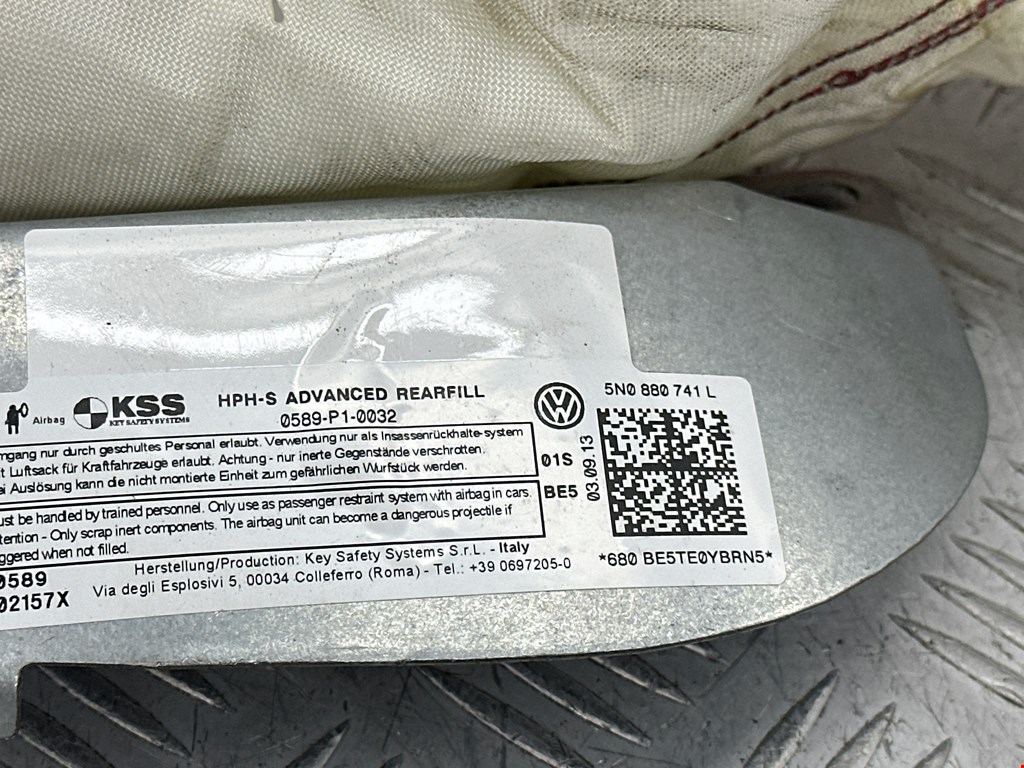 Airbag
KSS
KEY SAFETY SYSTEMS
HPH-S ADVANCED REARFILL
0589-P1-0032
5N0 880 741 L
mgang nur durch geschultes Personal erlaubt. Verwendung nur als Insassenrückhalte-system
t Luftsack für Kraftfahrzeuge erlaubt. Achtung - nur inerte Gegenstände verschrotten.
ei Auslösung kann die nicht montierte Einheit zum gefährlichen Wurfstück werden.
01S
BE5
03.09.13
ust be handled by trained personnel. Only use as passenger restraint system with airbag in cars.
tention - Only scrap inert components. The airbag unit can become a dangerous projectile if
ggered when not filled.
Herstellung/Production: Key Safety Systems S.r.L. - Italy
Via degli Esplosivi 5, 00034 Colleferro (Roma) - Tel.: +39 0697205-0
*680 BE5TE0YBRN5*
0589
02157X